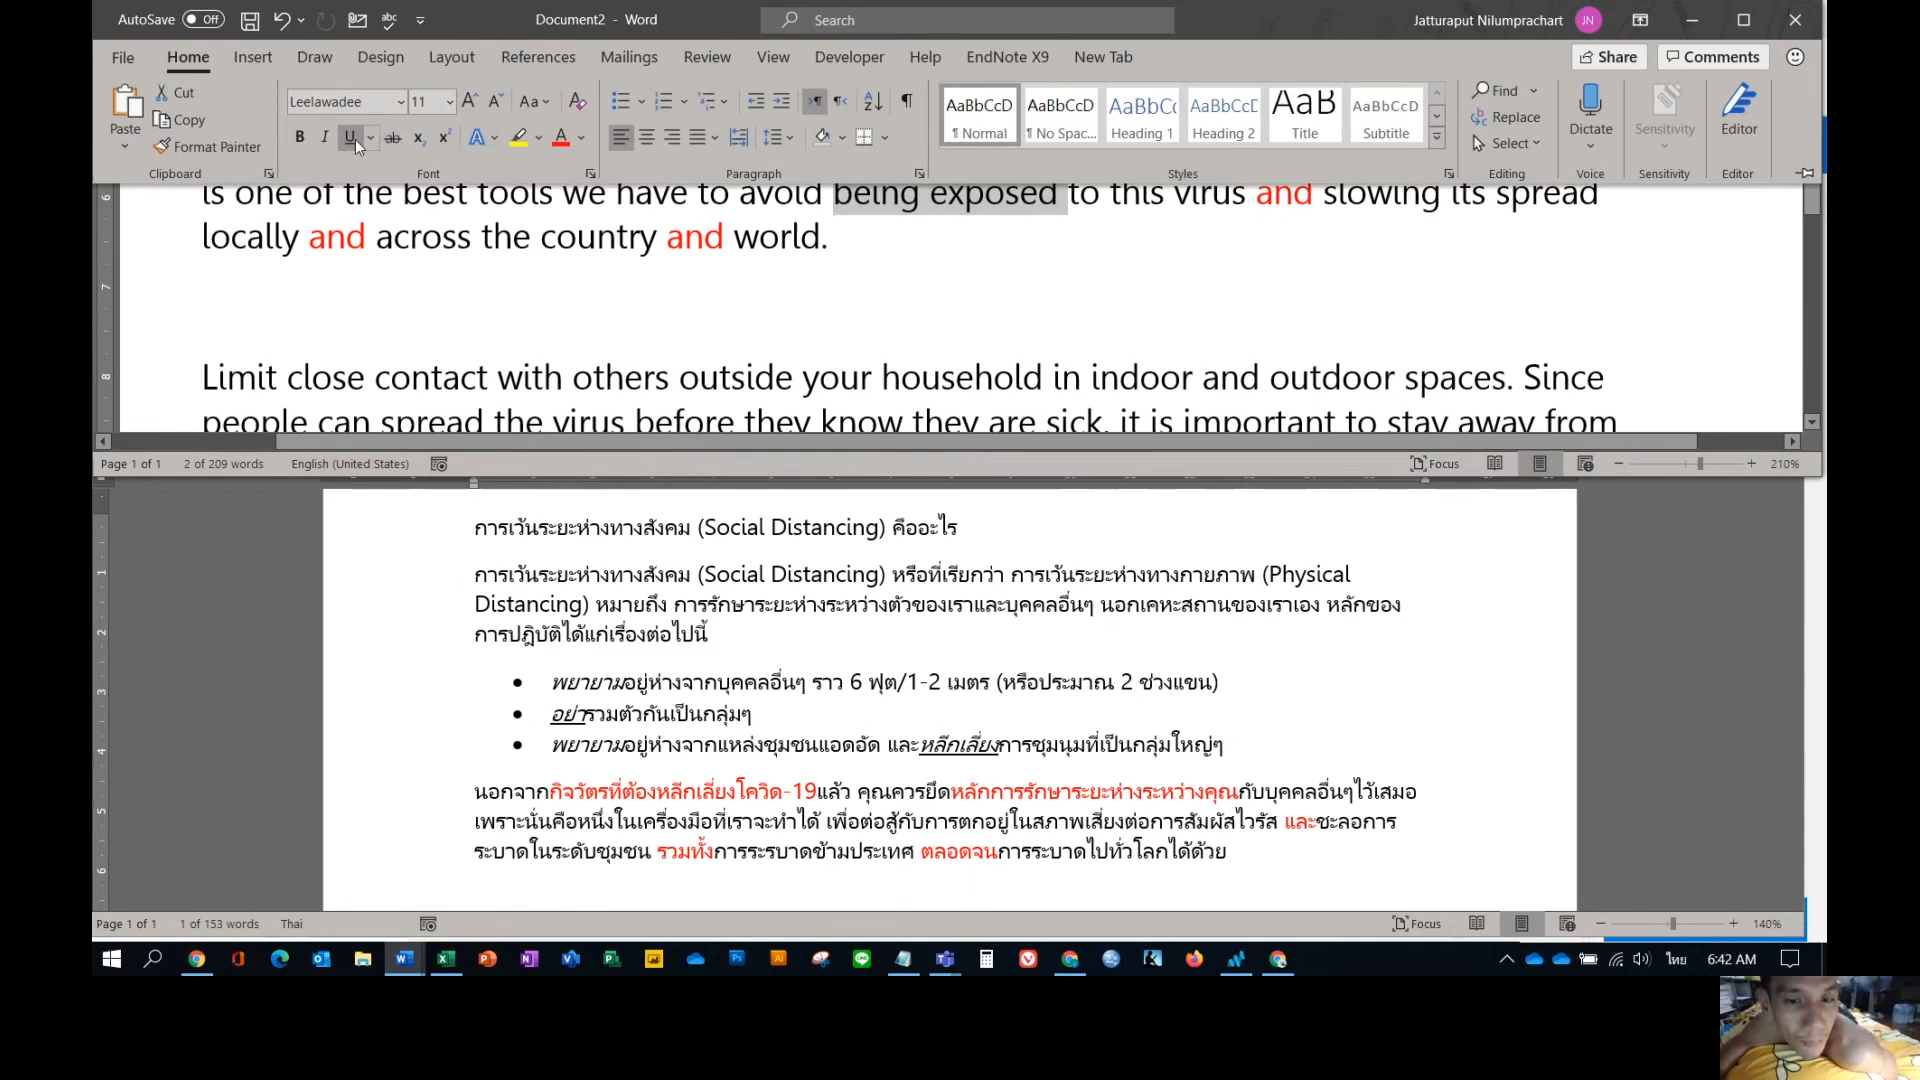 AutoSave Off
Document2 - Word
Search
Jatturaput Nilumprachart JN
File Home Insert Draw Design Layout References Mailings Review View Developer Help EndNote X9 New Tab
Share Comments
Paste
Cut
Copy
Format Painter
Clipboard
Leelawadee 11
Font
Paragraph
AaBbCcD ¶ Normal
AaBbCcD ¶ No Spac...
AaBbCc Heading 1
AaBbCcD Heading 2
AaB Title
AaBbCcD Subtitle
Styles
Find
Replace
Select
Editing
Dictate
Voice
Sensitivity
Sensitivity
Editor
Editor
is one of the best tools we have to avoid being exposed to this virus and slowing its spread
locally and across the country and world.
Limit close contact with others outside your household in indoor and outdoor spaces. Since
people can spread the virus before they know they are sick, it is important to stay away from
Page 1 of 1 2 of 209 words English (United States) Focus 210%
การเว้นระยะห่างทางสังคม (Social Distancing) คืออะไร
การเว้นระยะห่างทางสังคม (Social Distancing) หรือที่เรียกว่า การเว้นระยะห่างทางกายภาพ (Physical
Distancing) หมายถึง การรักษาระยะห่างระหว่างตัวของเราและบุคคลอื่นๆ นอกเคหะสถานของเราเอง หลักของ
การปฎิบัติได้แก่เรื่องต่อไปนี้
• พยายามอยู่ห่างจากบุคคลอื่นๆ ราว 6 ฟุต/1-2 เมตร (หรือประมาณ 2 ช่วงแขน)
• อย่ารวมตัวกันเป็นกลุ่มๆ
• พยายามอยู่ห่างจากแหล่งชุมชนแออัด และหลีกเลี่ยงการชุมนุมที่เป็นกลุ่มใหญ่ๆ
นอกจากกิจวัตรที่ต้องหลีกเลี่ยงโควิด-19แล้ว คุณควรยึดหลักการรักษาระยะห่างระหว่างคุณกับบุคคลอื่นๆไว้เสมอ
เพราะนั่นคือหนึ่งในเครื่องมือที่เราจะทำได้ เพื่อต่อสู้กับการตกอยู่ในสภาพเสี่ยงต่อการสัมผัสไวรัส และชะลอการ
ระบาดในระดับชุมชน รวมทั้งการระรบาดข้ามประเทศ ตลอดจนการระบาดไปทั่วโลกได้ด้วย
Page 1 of 1 1 of 153 words Thai Focus 140%
ไทย 6:42 AM